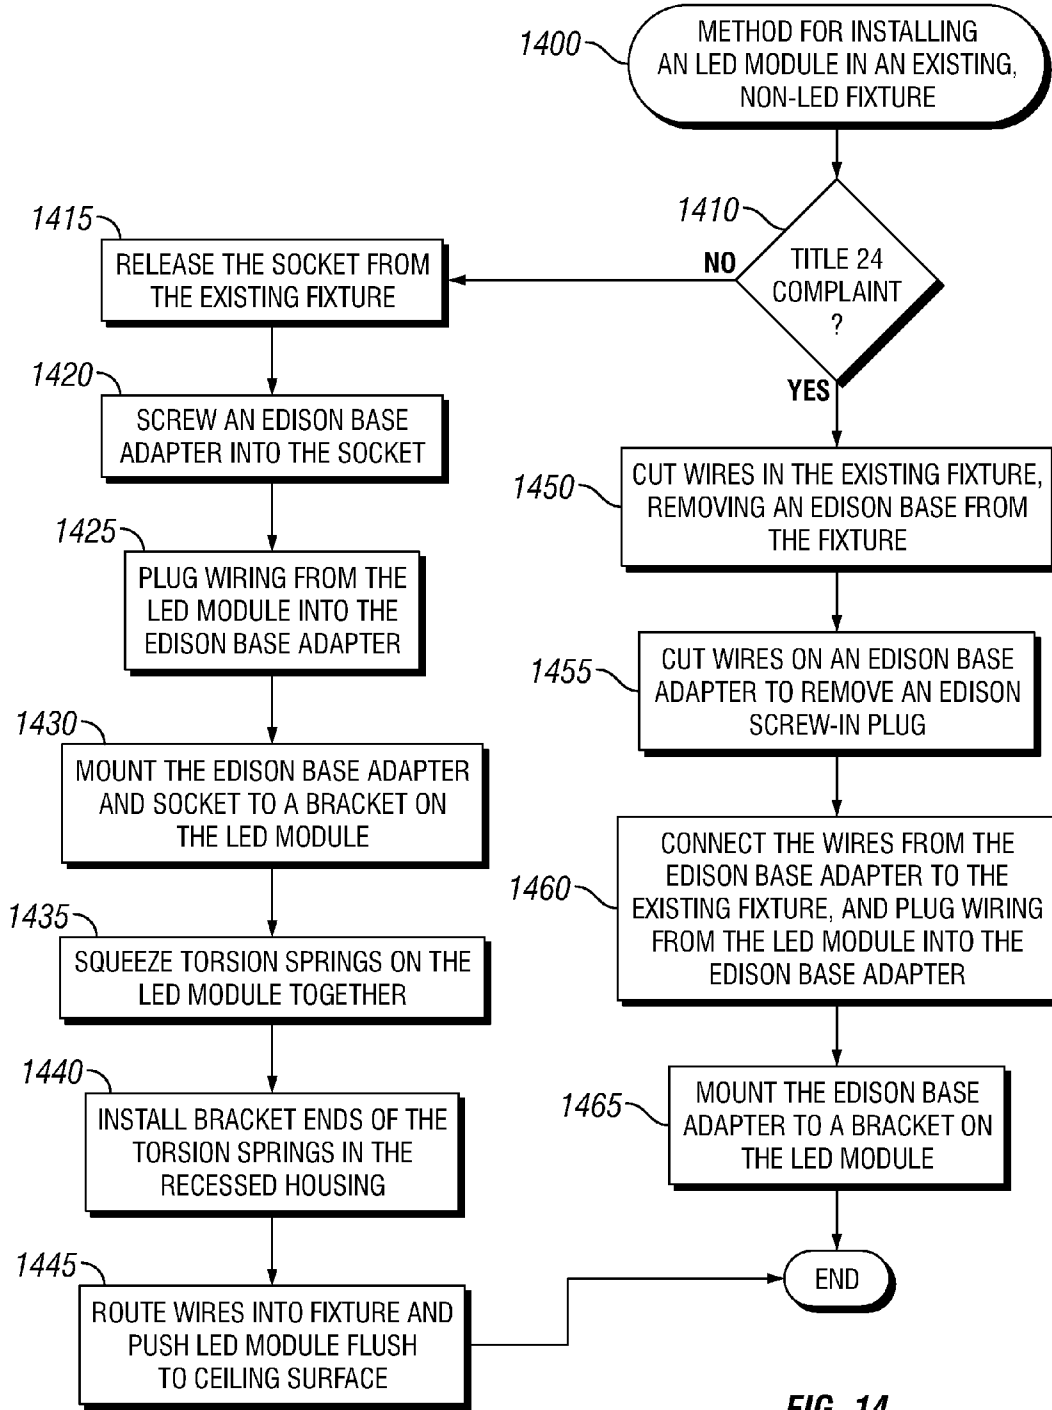 1400
METHOD FOR INSTALLING
AN LED MODULE IN AN EXISTING,
NON-LED FIXTURE
1410
TITLE 24
COMPLAINT
?
NO
YES
1415
RELEASE THE SOCKET FROM
THE EXISTING FIXTURE
1420
SCREW AN EDISON BASE
ADAPTER INTO THE SOCKET
1425
PLUG WIRING FROM THE
LED MODULE INTO THE
EDISON BASE ADAPTER
1430
MOUNT THE EDISON BASE ADAPTER
AND SOCKET TO A BRACKET ON
THE LED MODULE
1435
SQUEEZE TORSION SPRINGS ON THE
LED MODULE TOGETHER
1440
INSTALL BRACKET ENDS OF THE
TORSION SPRINGS IN THE
RECESSED HOUSING
1445
ROUTE WIRES INTO FIXTURE AND
PUSH LED MODULE FLUSH
TO CEILING SURFACE
1450
CUT WIRES IN THE EXISTING FIXTURE,
REMOVING AN EDISON BASE FROM
THE FIXTURE
1455
CUT WIRES ON AN EDISON BASE
ADAPTER TO REMOVE AN EDISON
SCREW-IN PLUG
1460
CONNECT THE WIRES FROM THE
EDISON BASE ADAPTER TO THE
EXISTING FIXTURE, AND PLUG WIRING
FROM THE LED MODULE INTO THE
EDISON BASE ADAPTER
1465
MOUNT THE EDISON BASE
ADAPTER TO A BRACKET ON
THE LED MODULE
END
FIG. 14